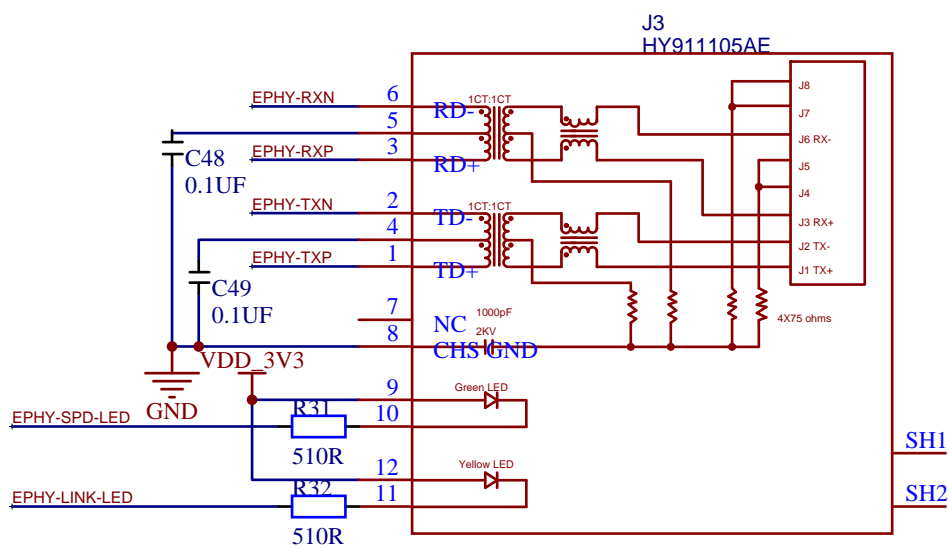 J3
HY911105AE
EPHY-RXN
6
RD-
1CT:1CT
J8
J7
5
J6 RX-
C48
0.1UF
EPHY-RXP
3
RD+
J5
J4
EPHY-TXN
2
TD-
1CT:1CT
J3 RX+
4
J2 TX-
EPHY-TXP
1
TD+
J1 TX+
C49
0.1UF
7
NC
1000pF
2KV
4X75 ohms
8
CHS GND
VDD_3V3
GND
9
Green LED
EPHY-SPD-LED
R31
10
510R
SH1
12
Yellow LED
EPHY-LINK-LED
R32
11
510R
SH2